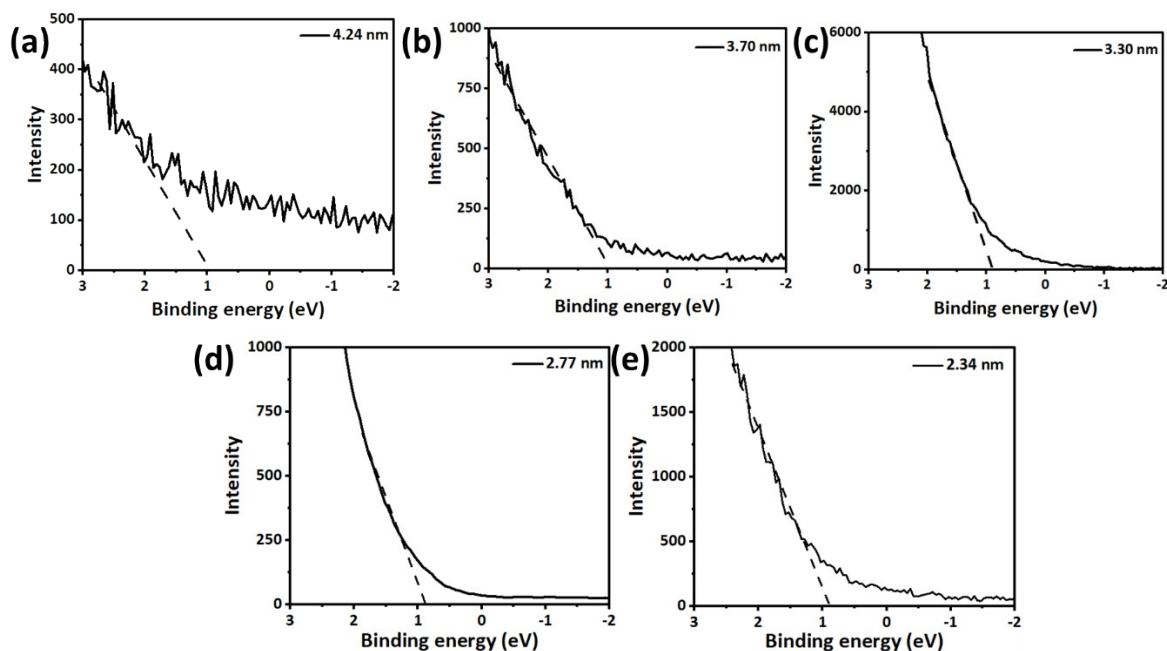 (a)
4.24 nm
500
400
300
200
100
0
Intensity
3 2 1 0 -1 -2
Binding energy (eV)
(b)
3.70 nm
1000
750
500
250
0
Intensity
3 2 1 0 -1 -2
Binding energy (eV)
(c)
3.30 nm
6000
4000
2000
0
Intensity
3 2 1 0 -1 -2
Binding energy (eV)
(d)
2.77 nm
1000
750
500
250
0
Intensity
3 2 1 0 -1 -2
Binding energy (eV)
(e)
2.34 nm
2000
1500
1000
500
0
Intensity
3 2 1 0 -1 -2
Binding energy (eV)